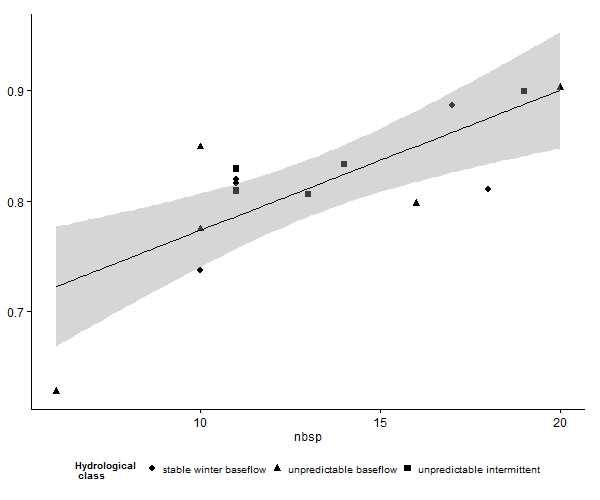 0.9
0.8
0.7
10 15 20
nbsp
Hydrological
class
stable winter baseflow unpredictable baseflow unpredictable intermittent